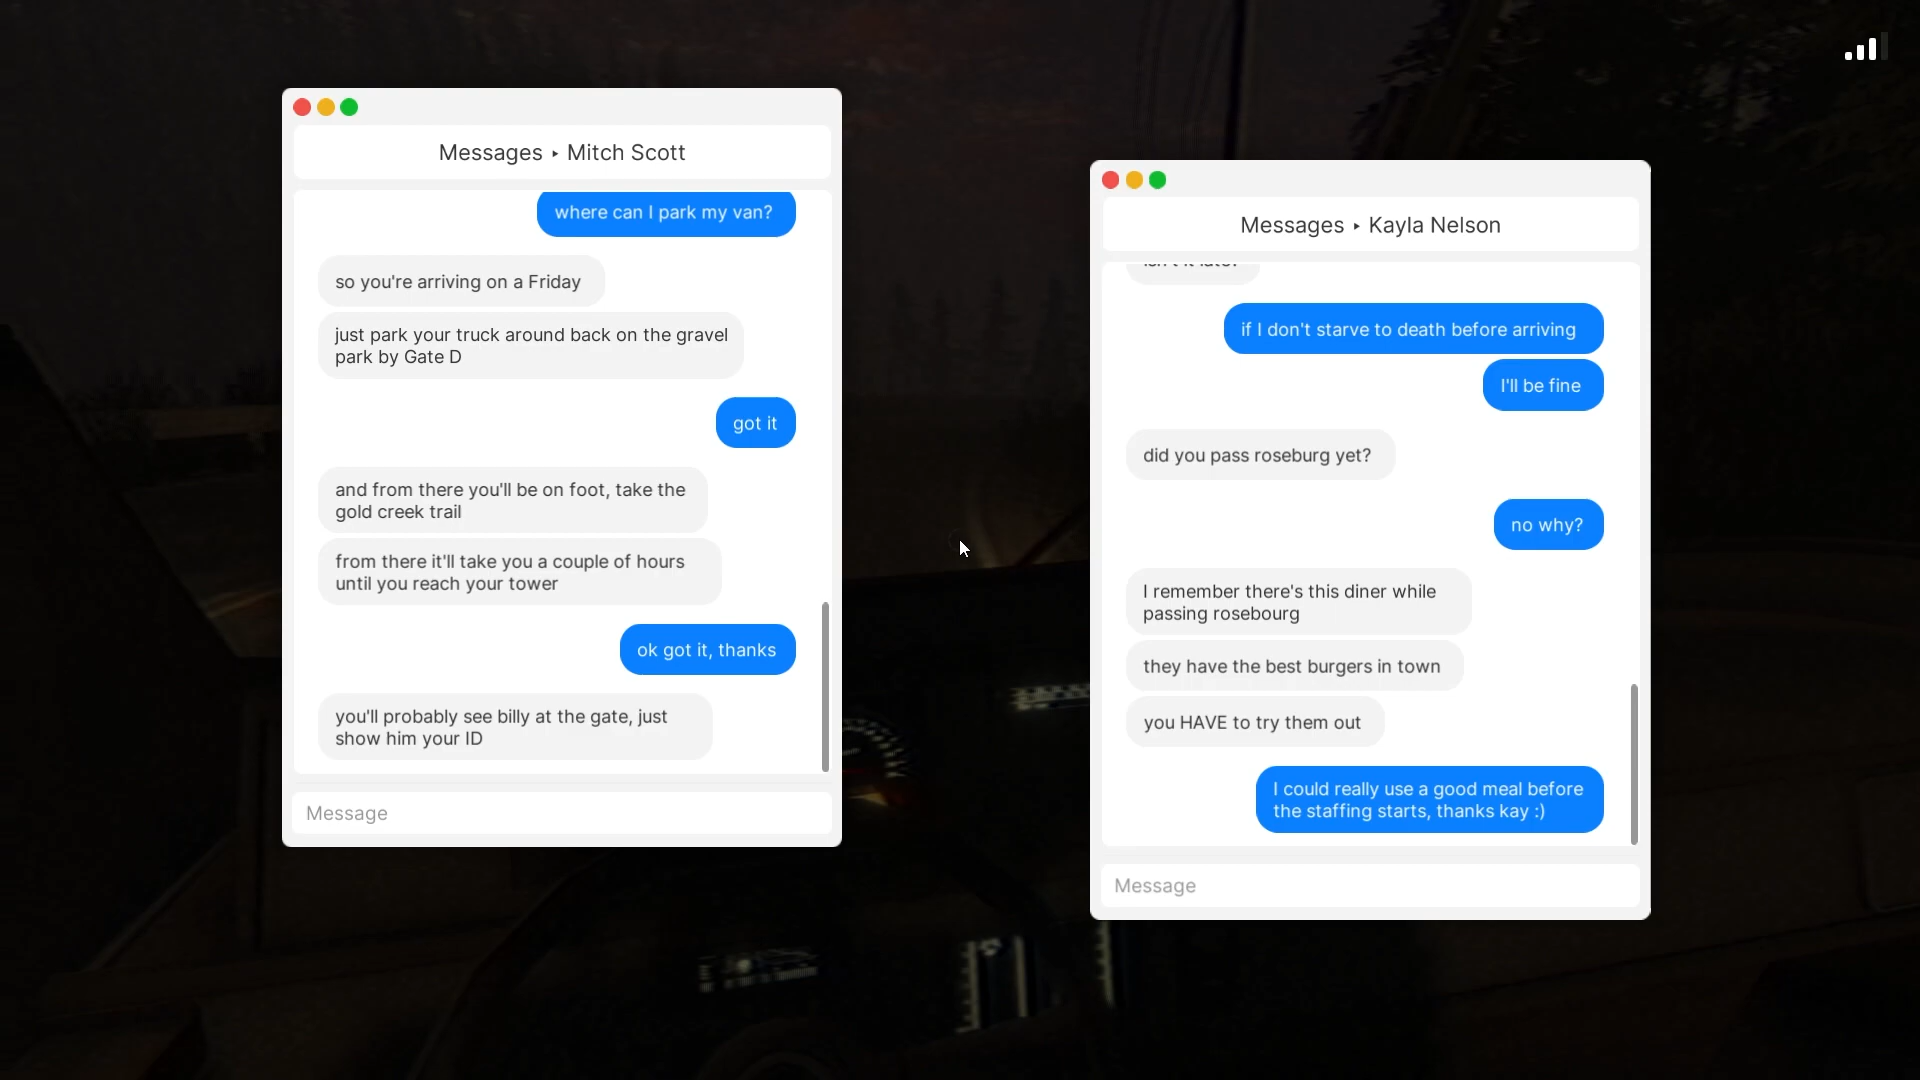 Messages ▸ Mitch Scott
where can I park my van?
so you're arriving on a Friday
just park your truck around back on the gravel
park by Gate D
got it
and from there you'll be on foot, take the
gold creek trail
from there it'll take you a couple of hours
until you reach your tower
ok got it, thanks
you'll probably see billy at the gate, just
show him your ID
Message
Messages ▸ Kayla Nelson
isn't it late?
if I don't starve to death before arriving
I'll be fine
did you pass roseburg yet?
no why?
I remember there's this diner while
passing rosebourg
they have the best burgers in town
you HAVE to try them out
I could really use a good meal before
the staffing starts, thanks kay :)
Message